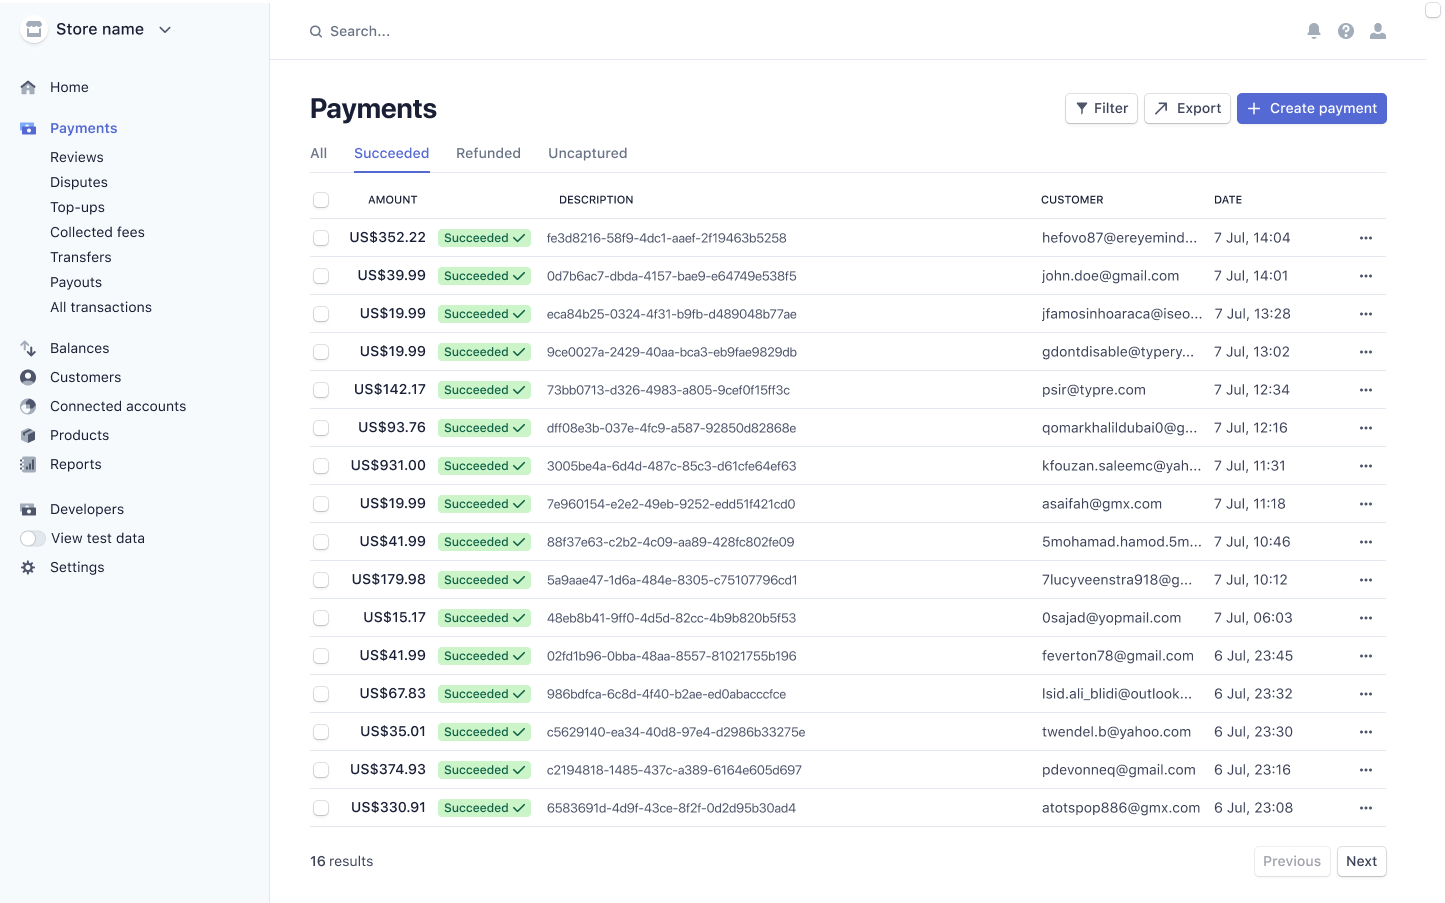 Store name
Search...
Home
Payments
Reviews
Disputes
Top-ups
Collected fees
Transfers
Payouts
All transactions
Balances
Customers
Connected accounts
Products
Reports
Developers
View test data
Settings
Payments
Filter
Export
Create payment
All Succeeded Refunded Uncaptured
AMOUNT DESCRIPTION CUSTOMER DATE
US$352.22 Succeeded fe3d8216-58f9-4dc1-aaef-2f19463b5258 hefovo87@ereyemind... 7 Jul, 14:04
US$39.99 Succeeded 0d7b6ac7-dbda-4157-bae9-e64749e538f5 john.doe@gmail.com 7 Jul, 14:01
US$19.99 Succeeded eca84b25-0324-4f31-b9fb-d489048b77ae jfamosinhoaraca@iseo... 7 Jul, 13:28
US$19.99 Succeeded 9ce0027a-2429-40aa-bca3-eb9fae9829db gdontdisable@typery... 7 Jul, 13:02
US$142.17 Succeeded 73bb0713-d326-4983-a805-9cef0f15ff3c psir@typre.com 7 Jul, 12:34
US$93.76 Succeeded dff08e3b-037e-4fc9-a587-92850d82868e qomarkhalildubai0@g... 7 Jul, 12:16
US$931.00 Succeeded 3005be4a-6d4d-487c-85c3-d61cfe64ef63 kfouzan.saleemc@yah... 7 Jul, 11:31
US$19.99 Succeeded 7e960154-e2e2-49eb-9252-edd51f421cd0 asaifah@gmx.com 7 Jul, 11:18
US$41.99 Succeeded 88f37e63-c2b2-4c09-aa89-428fc802fe09 5mohamad.hamod.5m... 7 Jul, 10:46
US$179.98 Succeeded 5a9aae47-1d6a-484e-8305-c75107796cd1 7lucyveenstra918@g... 7 Jul, 10:12
US$15.17 Succeeded 48eb8b41-9ff0-4d5d-82cc-4b9b820b5f53 0sajad@yopmail.com 7 Jul, 06:03
US$41.99 Succeeded 02fd1b96-0bba-48aa-8557-81021755b196 feverton78@gmail.com 6 Jul, 23:45
US$67.83 Succeeded 986bdfca-6c8d-4f40-b2ae-ed0abacccfce lsid.ali_blidi@outlook... 6 Jul, 23:32
US$35.01 Succeeded c5629140-ea34-40d8-97e4-d2986b33275e twendel.b@yahoo.com 6 Jul, 23:30
US$374.93 Succeeded c2194818-1485-437c-a389-6164e605d697 pdevonneq@gmail.com 6 Jul, 23:16
US$330.91 Succeeded 6583691d-4d9f-43ce-8f2f-0d2d95b30ad4 atotspop886@gmx.com 6 Jul, 23:08
16 results
Previous
Next